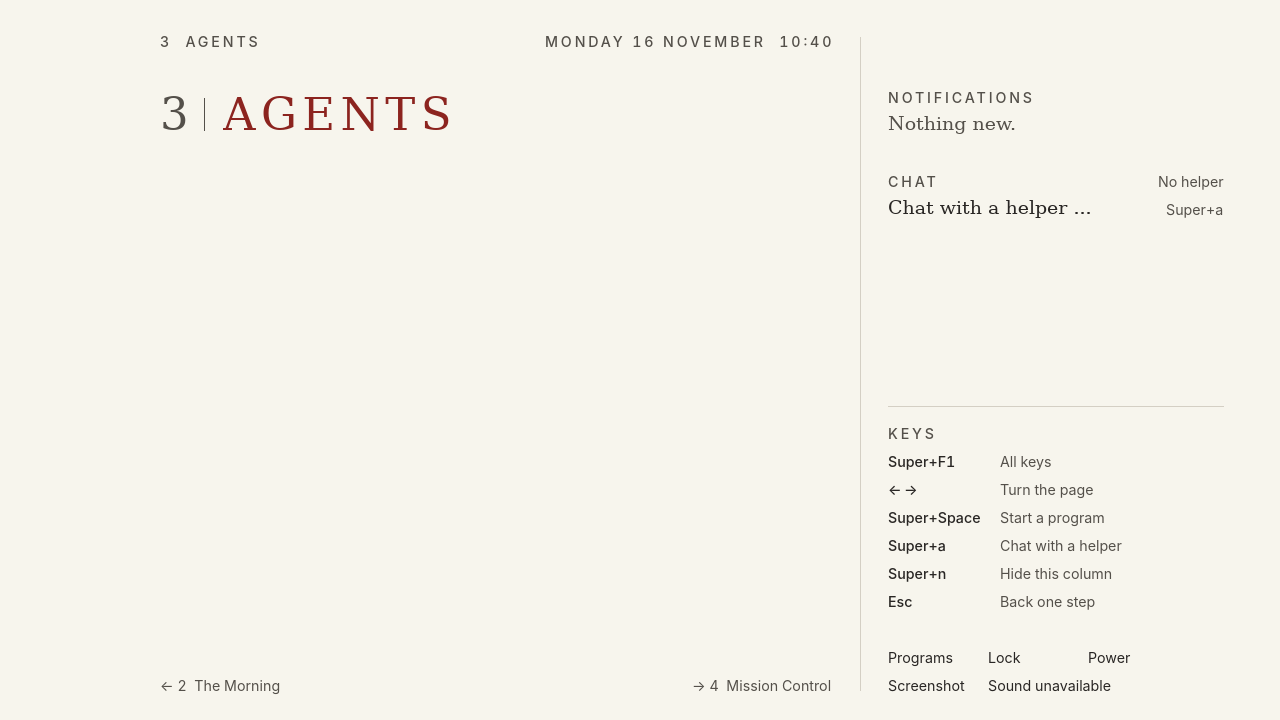 3 AGENTS
MONDAY 16 NOVEMBER 10:40
3 AGENTS
NOTIFICATIONS
Nothing new.
CHAT
No helper
Chat with a helper ...
Super+a
KEYS
Super+F1 All keys
← → Turn the page
Super+Space Start a program
Super+a Chat with a helper
Super+n Hide this column
Esc Back one step
Programs Lock Power
Screenshot Sound unavailable
← 2 The Morning
→ 4 Mission Control